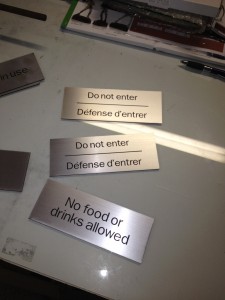 Do not enter
Défense d'entrer
Do not enter
Défense d'entrer
No food or
drinks allowed